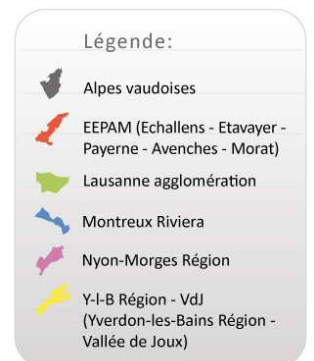 Légende:
Alpes vaudoises
EEPAM (Echallens - Etavayer -
Payerne - Avenches - Morat)
Lausanne agglomération
Montreux Riviera
Nyon-Morges Région
Y-l-B Région - VdJ
(Yverdon-les-Bains Région -
Vallée de Joux)